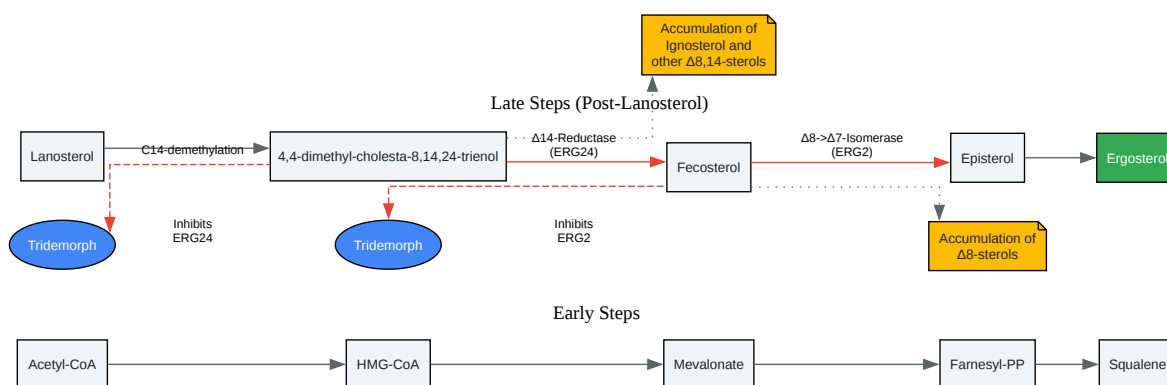 Accumulation of
Ignosterol and
other Δ8,14-sterols
Late Steps (Post-Lanosterol)
Lanosterol
C14-demethylation
4,4-dimethyl-cholesta-8,14,24-trienol
Δ14-Reductase
(ERG24)
Fecosterol
Δ8->Δ7-Isomerase
(ERG2)
Episterol
Ergosterol
Tridemorph
Inhibits
ERG24
Tridemorph
Inhibits
ERG2
Accumulation of
Δ8-sterols
Early Steps
Acetyl-CoA
HMG-CoA
Mevalonate
Farnesyl-PP
Squalene